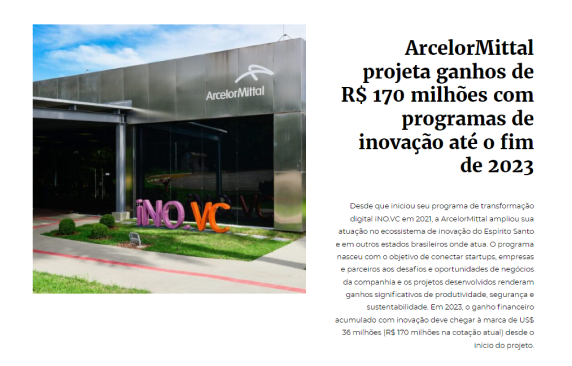 ArcelorMittal
iNO.VC
ArcelorMittal
projeta ganhos de
R$ 170 milhões com
programas de
inovação até o fim
de 2023
Desde que iniciou seu programa de transformação
digital iNO.VC em 2021, a ArcelorMittal ampliou sua
atuação no ecossistema de inovação do Espírito Santo
e em outros estados brasileiros onde atua. O programa
nasceu com o objetivo de conectar startups, empresas
e parceiros aos desafios e oportunidades de negócios
da companhia e os projetos desenvolvidos renderam
ganhos significativos de produtividade, segurança e
sustentabilidade. Em 2023, o ganho financeiro
acumulado com inovação deve chegar à marca de US$
36 milhões (R$ 170 milhões na cotação atual) desde o
início do projeto.